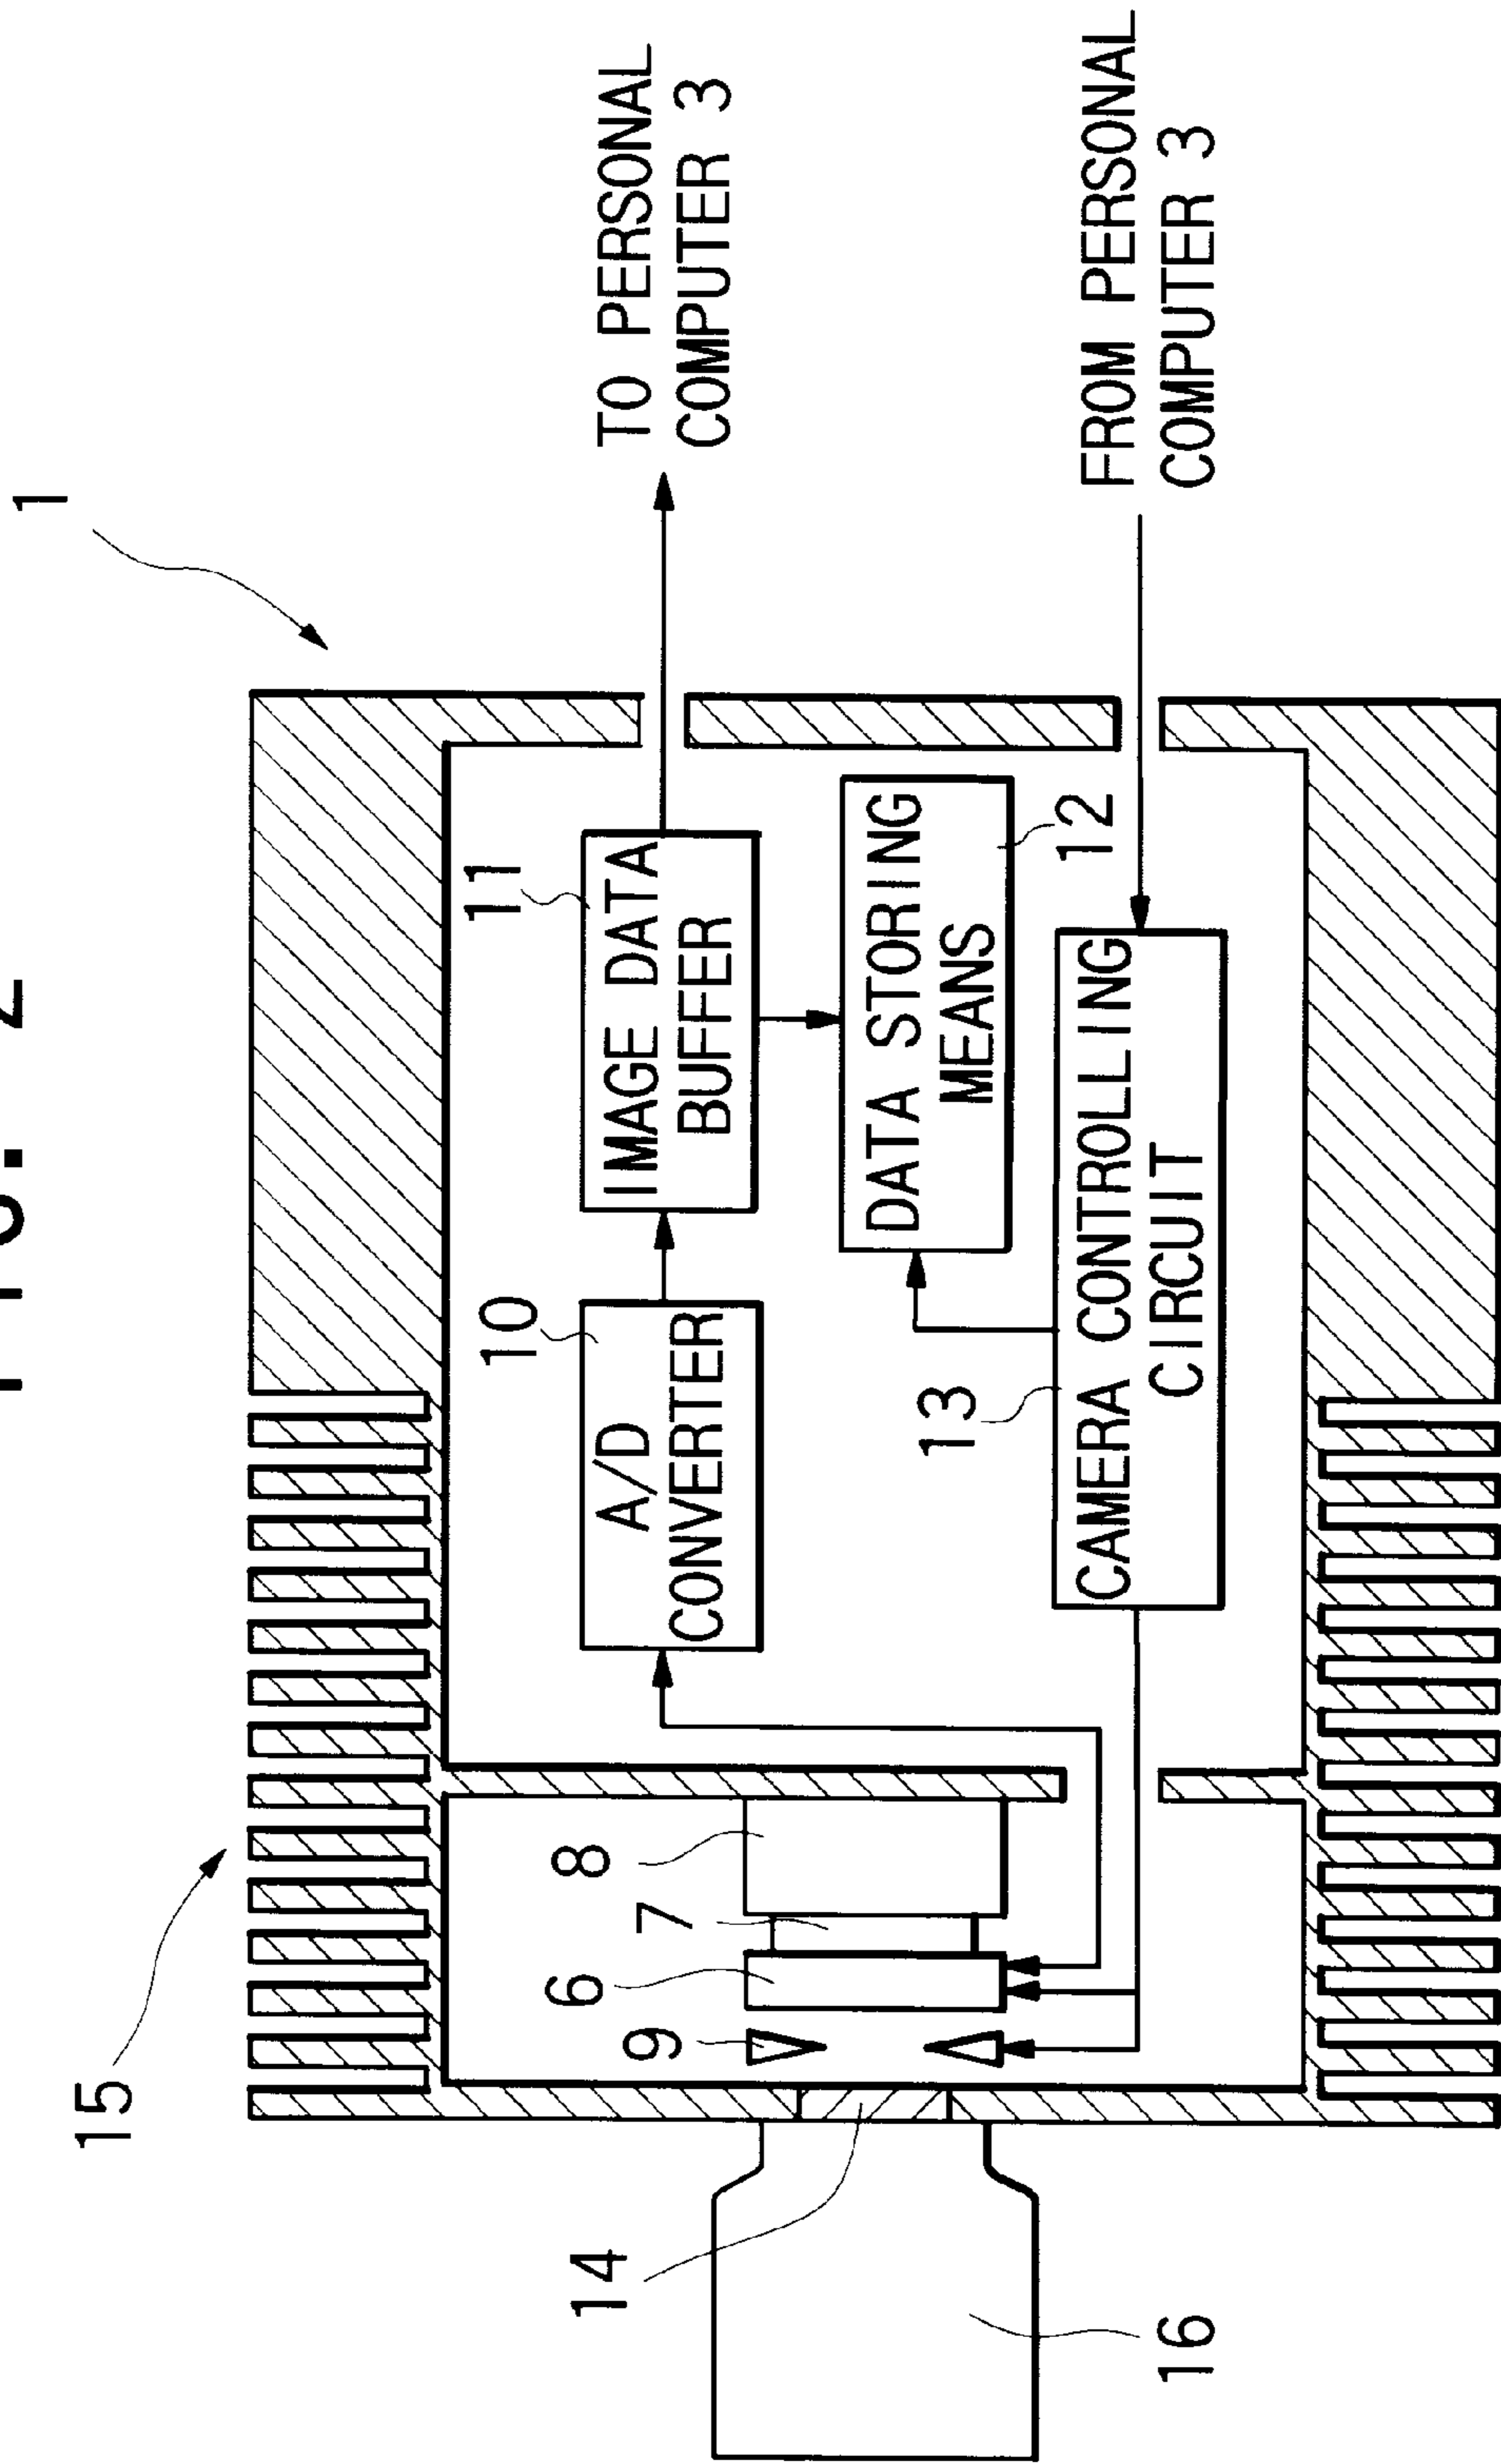 FIG. 2
1
15
TO PERSONAL
COMPUTER 3
FROM PERSONAL
COMPUTER 3
11
IMAGE DATA
BUFFER
10
A/D
CONVERTER
DATA STORING
MEANS
12
13
CAMERA CONTROLLING
CIRCUIT
8
7
6
9
14
16